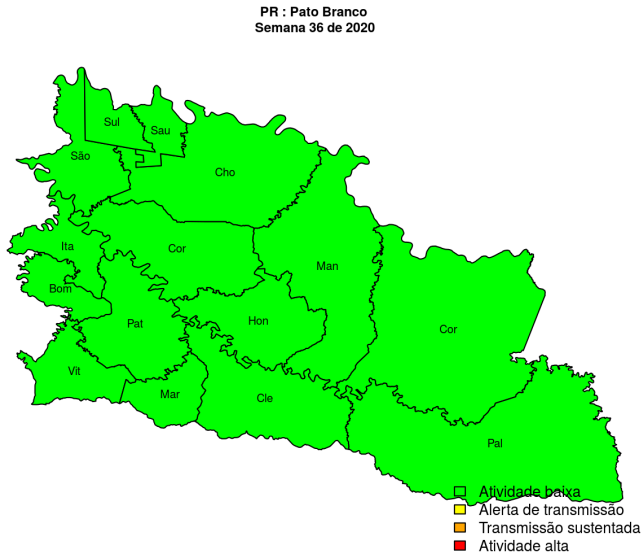 PR : Pato Branco
Semana 36 de 2020
Sul
Sau
São
Cho
Ita
Cor
Man
Bom
Pat
Hon
Cor
Vit
Mar
Cle
Pal
Atividade baixa
Alerta de transmissão
Transmissão sustentada
Atividade alta